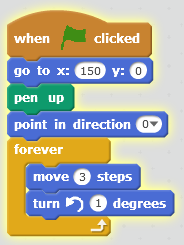 when clicked
go to x: 150 y: 0
pen up
point in direction 0
forever
move 3 steps
turn 1 degrees